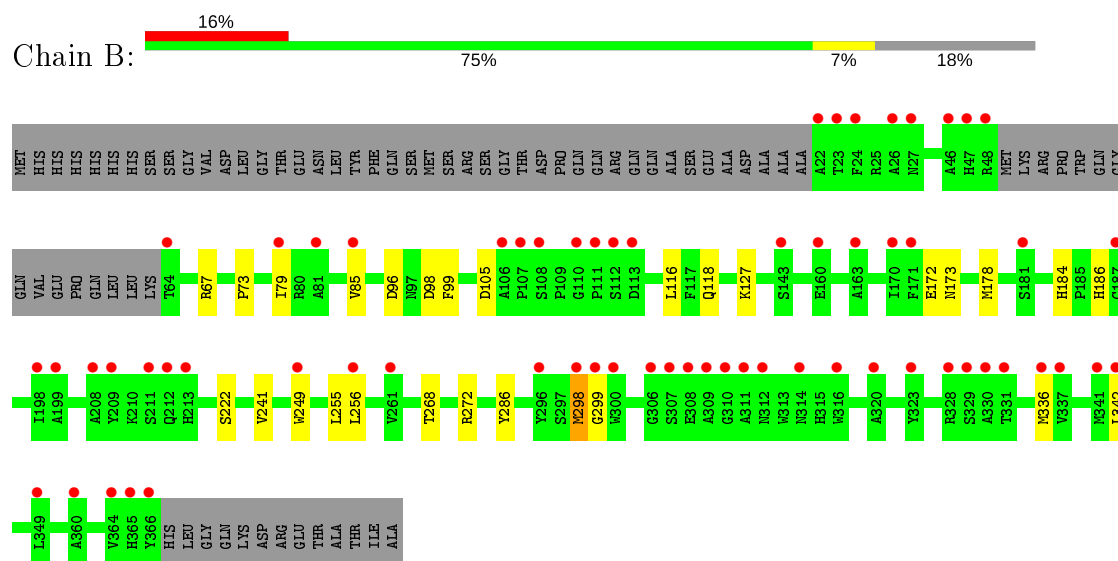 16%
Chain B:
75% 7% 18%
MET HIS HIS HIS HIS HIS HIS SER SER GLY VAL ASP LEU GLY THR GLU ASN LEU TYR PHE GLN SER MET SER ARG SER GLY THR ASP PRO GLN GLN ARG GLN GLN ALA SER GLU ALA ASP ALA ALA ALA A22 T23 F24 R25 A26 N27 A46 H47 R48 MET LYS ARG PRO TRP GLN GLY
GLN VAL GLU PRO GLN LEU LEU LYS T64 R67 P73 I79 R80 A81 V85 D96 N97 D98 F99 D105 A106 P107 S108 P109 G110 P111 S112 D113 L116 F117 Q118 K127 S143 E160 A163 I170 F171 E172 N173 M178 S181 H184 P185 H186 G187
I198 A199 A208 Y209 K210 S211 Q212 H213 S222 V241 W249 L255 L256 V261 T268 R272 Y286 Y296 S297 M298 G299 W300 G306 S307 E308 A309 G310 A311 N312 W313 N314 H315 W316 A320 Y323 R328 S329 A330 T331 M336 V337 M341 L342
L349 A360 V364 H365 Y366 HIS LEU GLY GLN LYS ASP ARG GLU THR ALA THR ILE ALA